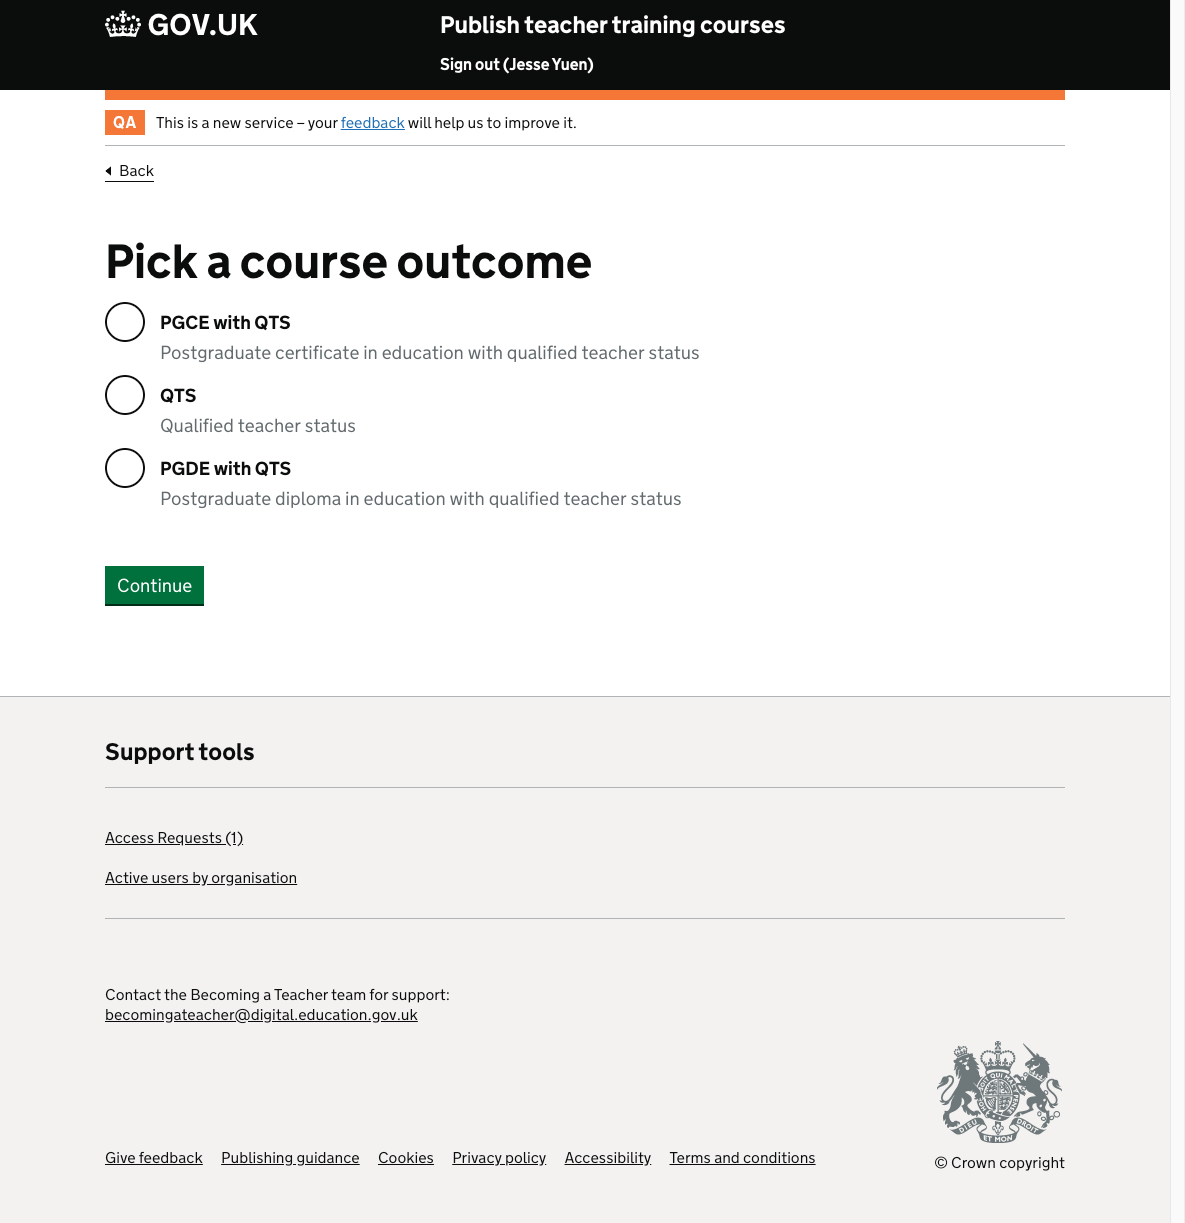 GOV.UK
Publish teacher training courses
Sign out (Jesse Yuen)
QA This is a new service – your feedback will help us to improve it.
Back
Pick a course outcome
PGCE with QTS
Postgraduate certificate in education with qualified teacher status
QTS
Qualified teacher status
PGDE with QTS
Postgraduate diploma in education with qualified teacher status
Continue
Support tools
Access Requests (1)
Active users by organisation
Contact the Becoming a Teacher team for support:
becomingateacher@digital.education.gov.uk
DIEU ET MON DROIT
Give feedback Publishing guidance Cookies Privacy policy Accessibility Terms and conditions
© Crown copyright